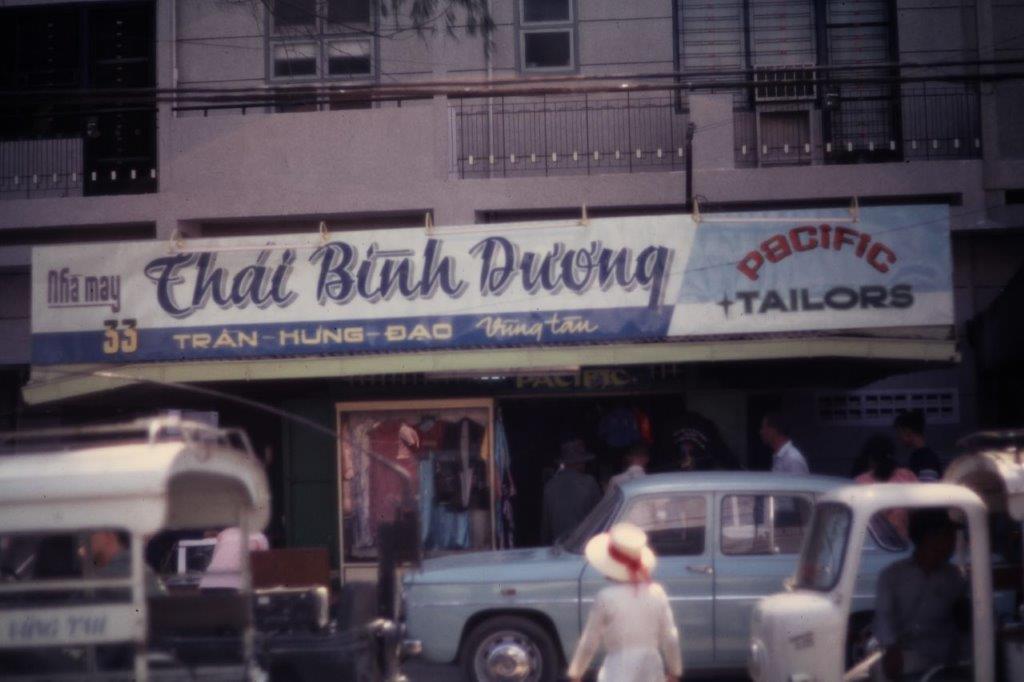 Nhà may
Thái Bình Dương
33
TRẦN-HƯNG-ĐẠO Vũng tàu
PACIFIC
TAILORS
PACIFIC